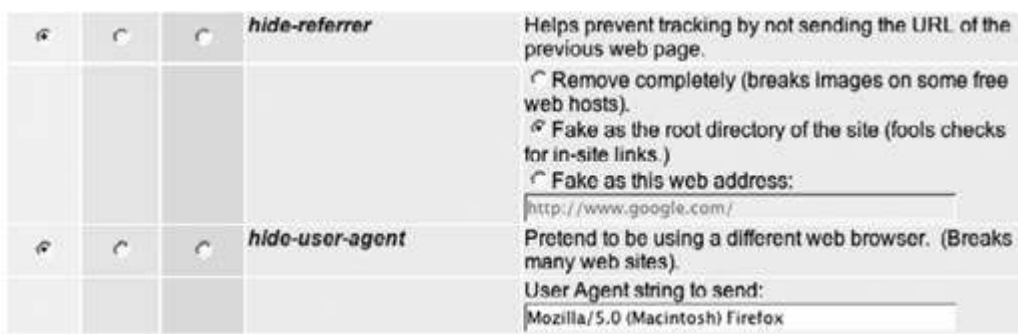 hide-referrer Helps prevent tracking by not sending the URL of the
previous web page.
Remove completely (breaks images on some free
web hosts).
Fake as the root directory of the site (fools checks
for in-site links.)
Fake as this web address:
http://www.google.com/
hide-user-agent Pretend to be using a different web browser. (Breaks
many web sites).
User Agent string to send:
Mozilla/5.0 (Macintosh) Firefox